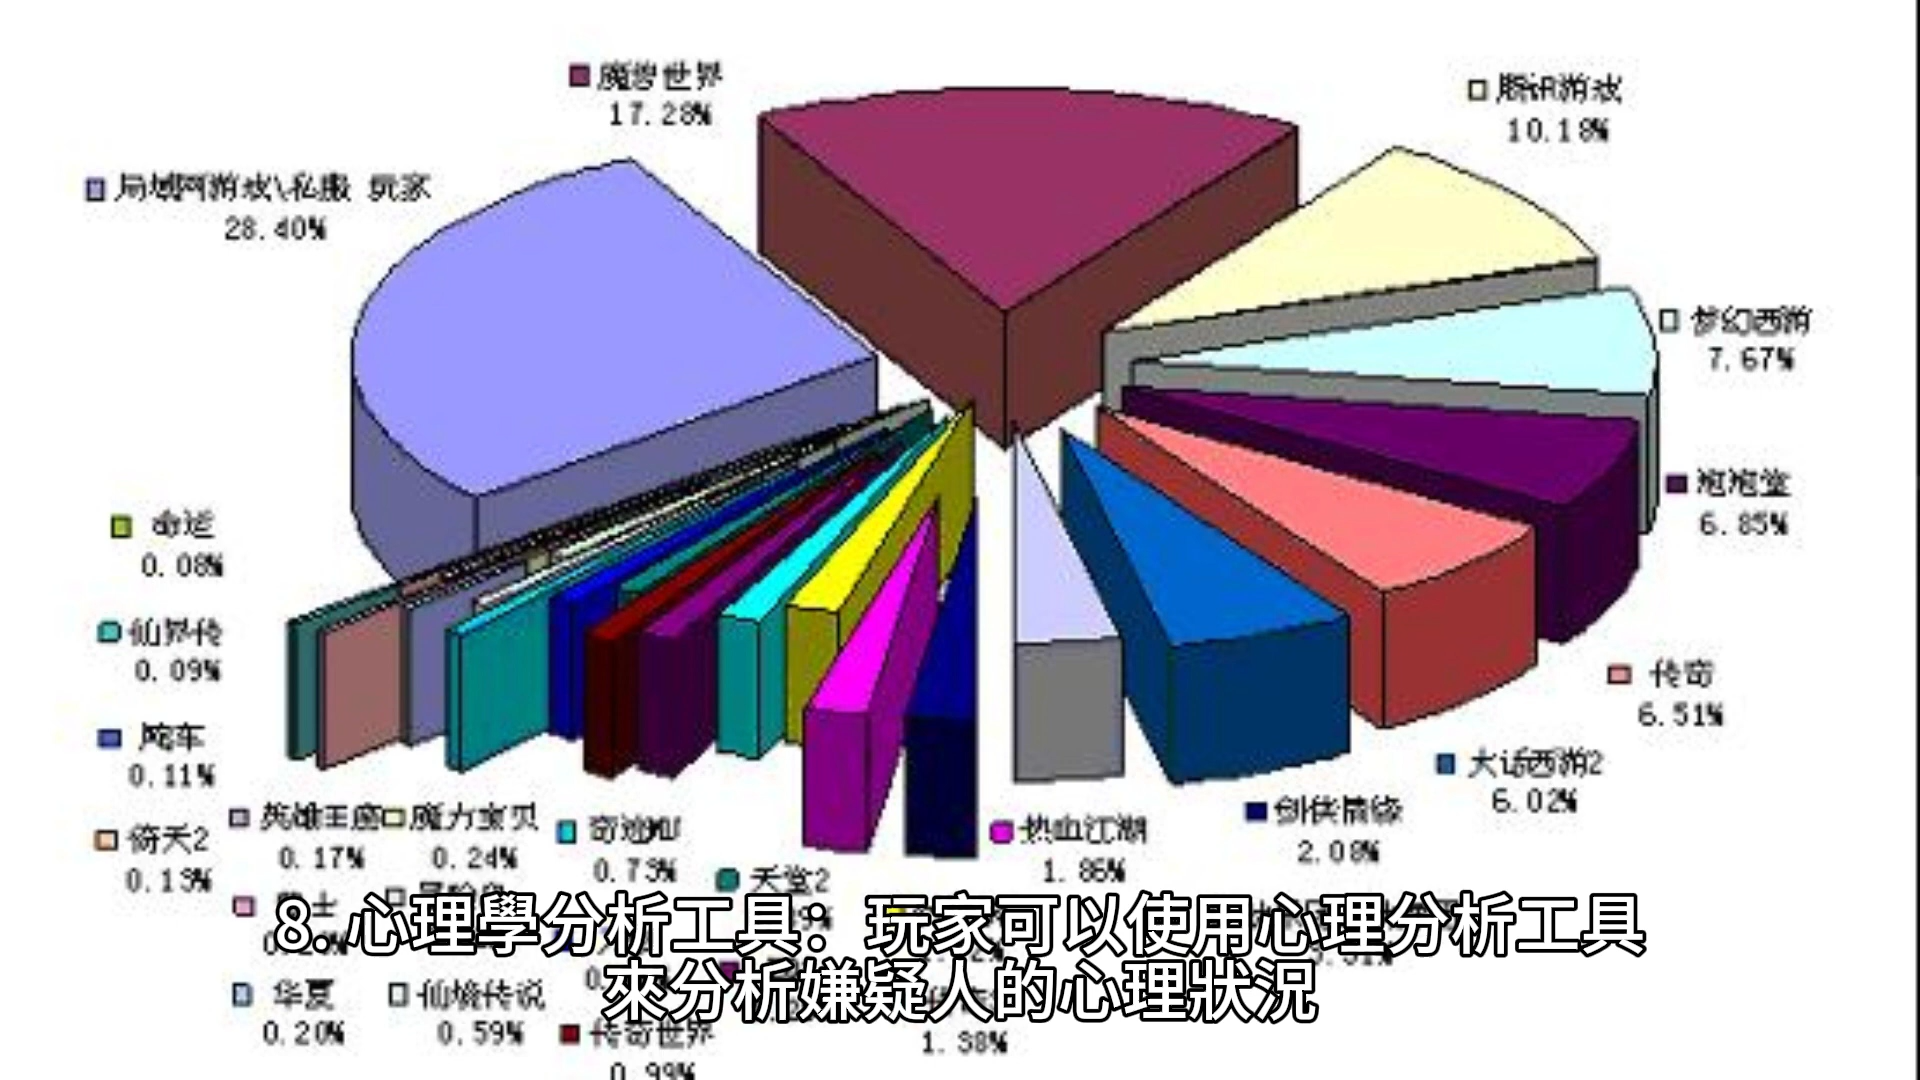 魔兽世界
17.28%
腾讯游戏
10.18%
局域网游戏\私服 玩家
28.40%
梦幻西游
7.67%
泡泡堂
6.85%
命运
0.08%
仙界传
0.09%
传奇
6.51%
跑车
0.11%
大话西游2
6.02%
倚天2
0.13%
英雄王座
0.17%
魔力宝贝
0.24%
奇迹MU
0.73%
热血江湖
1.86%
剑侠情缘
2.08%
天堂2
8.心理學分析工具：玩家可以使用心理分析工具
來分析嫌疑人的心理狀況
华夏
0.20%
仙境传说
0.59%
传奇世界
0.99%
1.38%